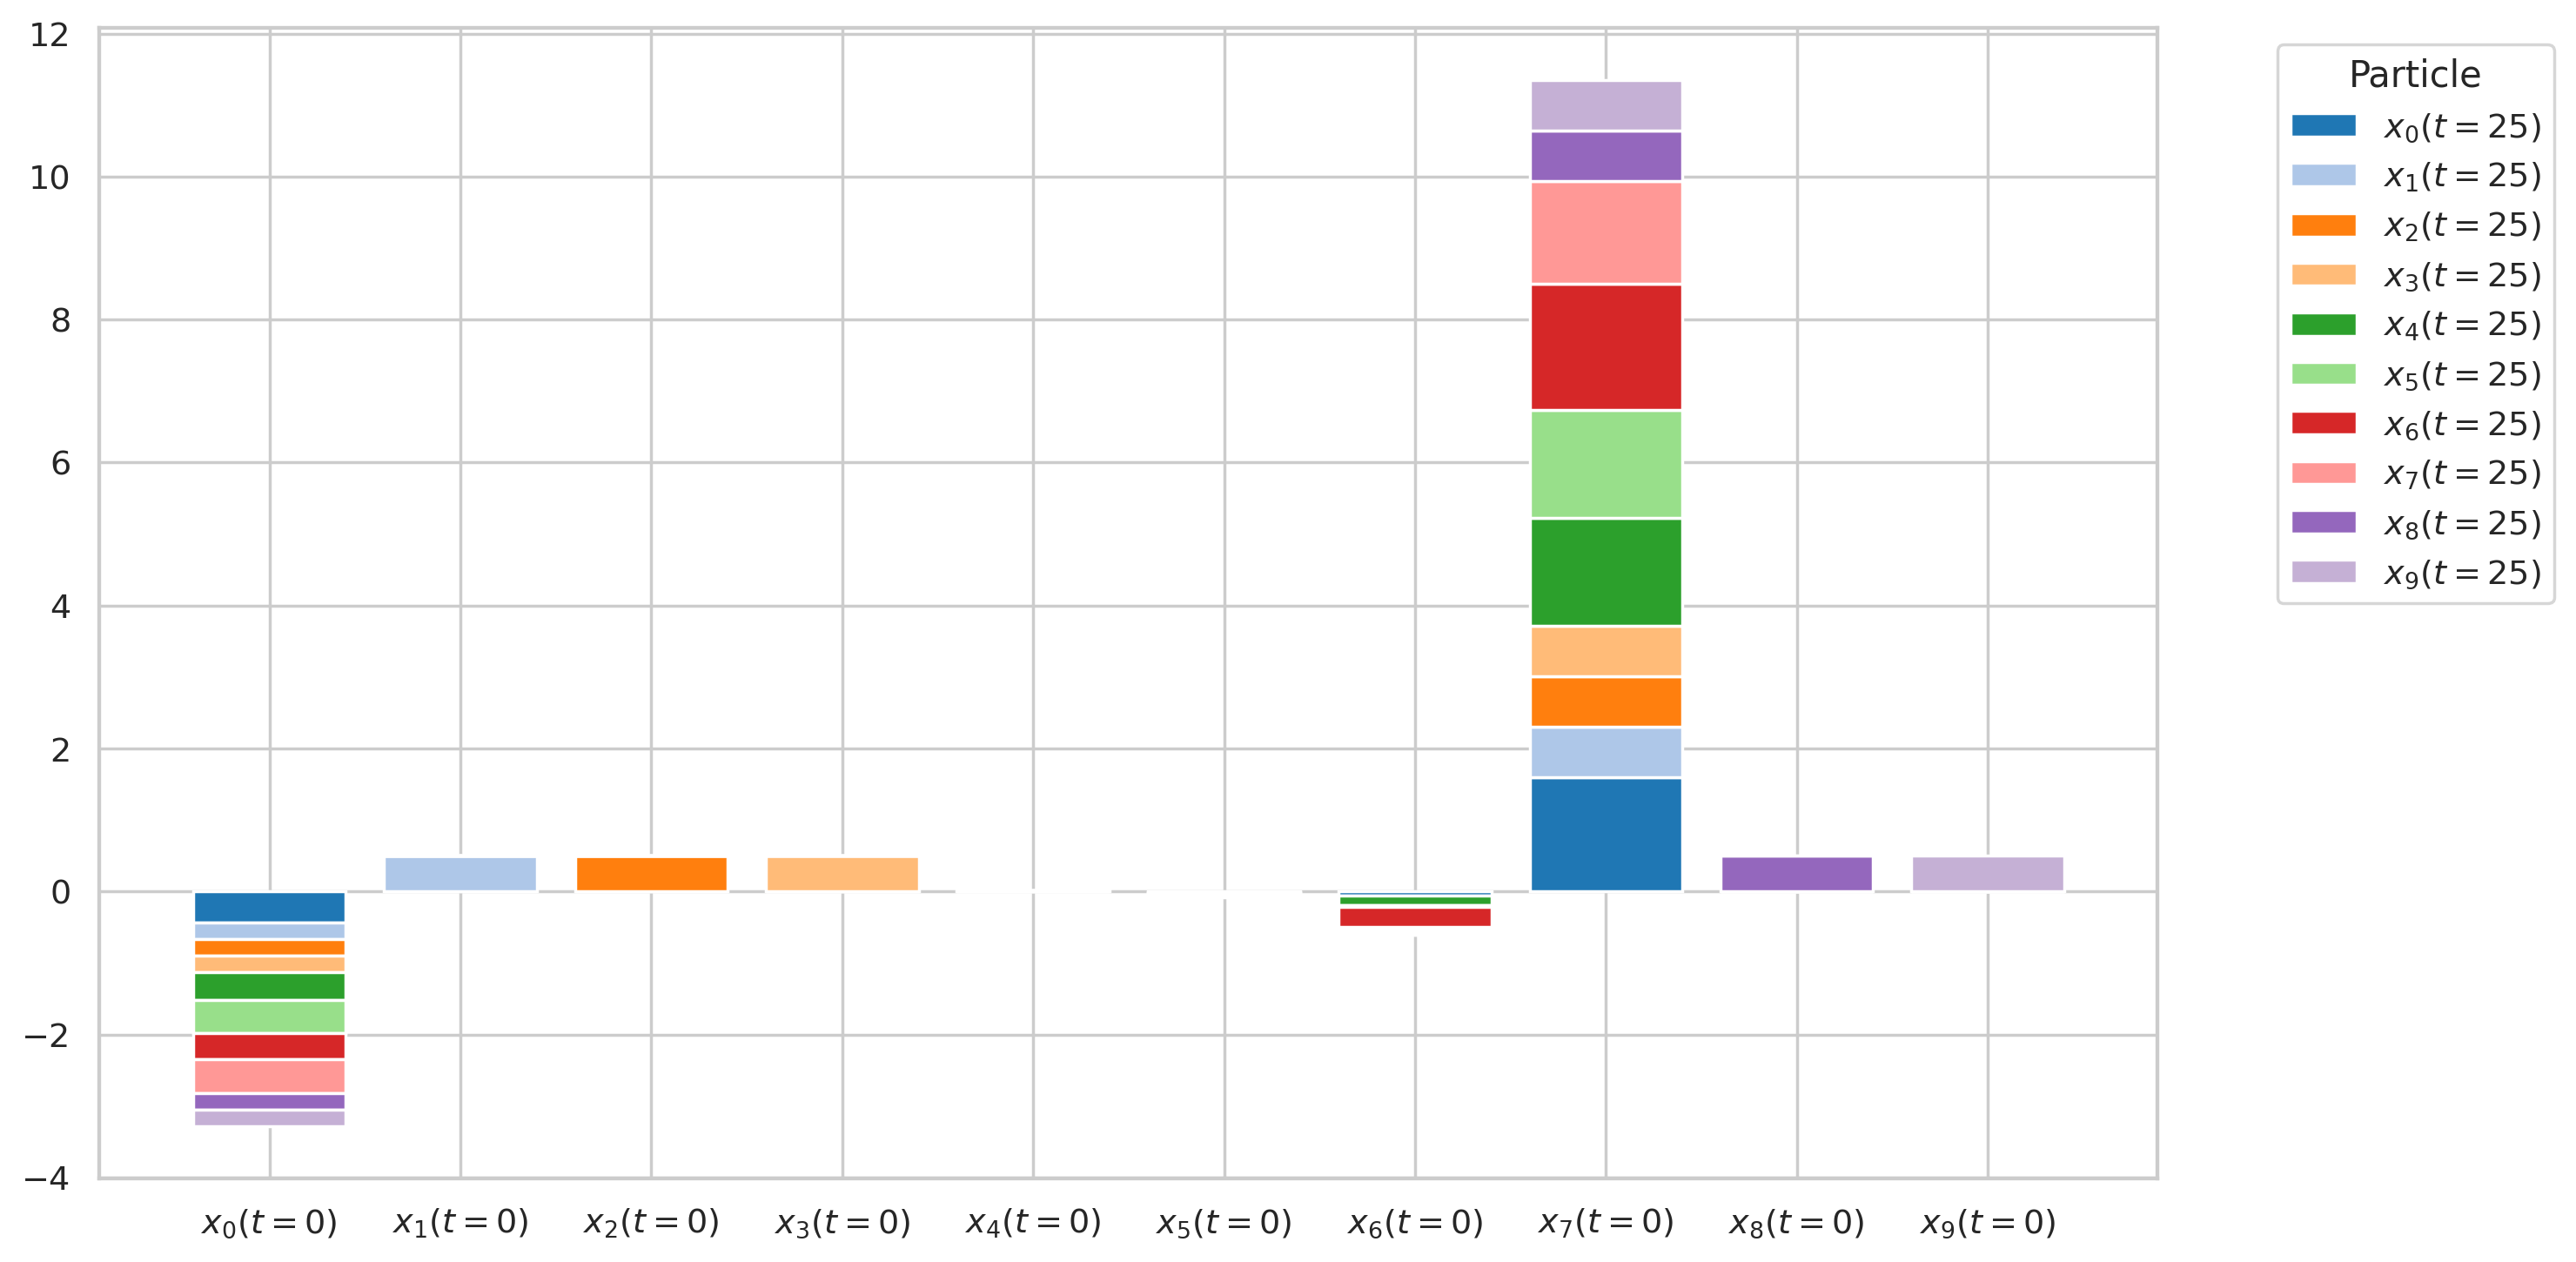 12
10
8
6
4
2
0
−2
−4
x₀(t = 0) x₁(t = 0) x₂(t = 0) x₃(t = 0) x₄(t = 0) x₅(t = 0) x₆(t = 0) x₇(t = 0) x₈(t = 0) x₉(t = 0)
Particle
x₀(t = 25)
x₁(t = 25)
x₂(t = 25)
x₃(t = 25)
x₄(t = 25)
x₅(t = 25)
x₆(t = 25)
x₇(t = 25)
x₈(t = 25)
x₉(t = 25)